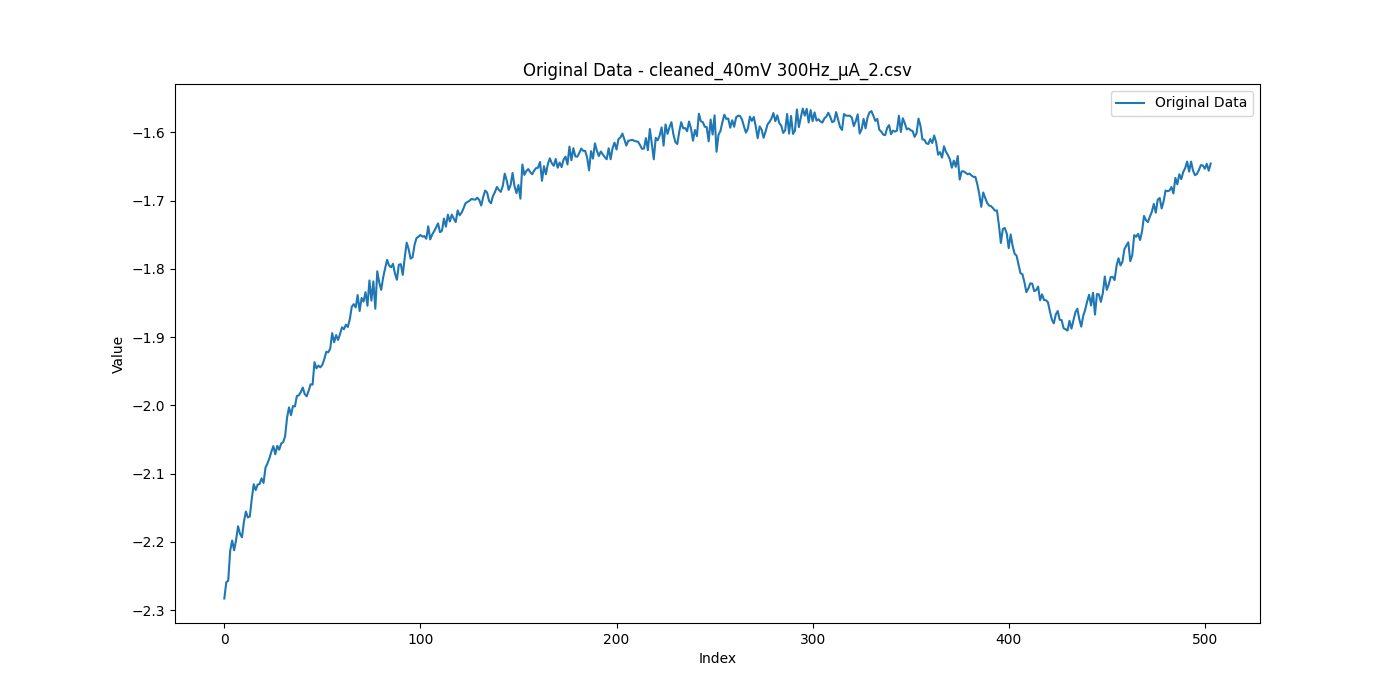 Original Data - cleaned_40mV 300Hz_μA_2.csv
Original Data
−1.6
−1.7
−1.8
−1.9
−2.0
−2.1
−2.2
−2.3
Value
0 100 200 300 400 500
Index